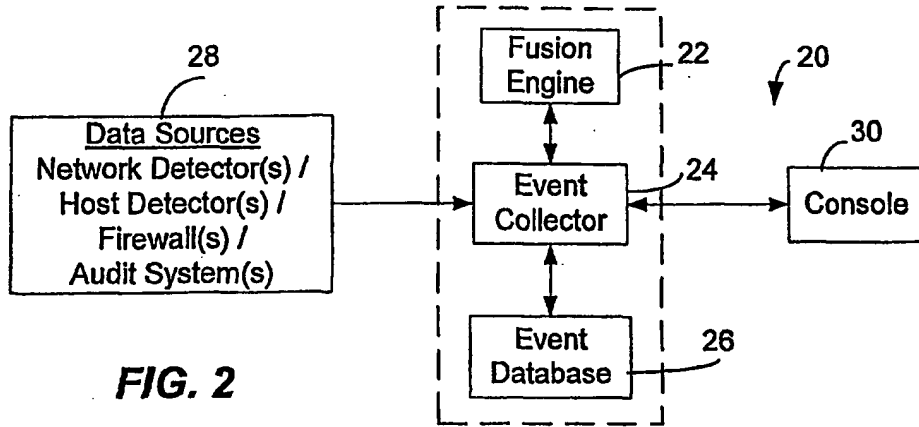 28
Data Sources
Network Detector(s) /
Host Detector(s) /
Firewall(s) /
Audit System(s)
Fusion
Engine
22
Event
Collector
24
Event
Database
26
20
30
Console
FIG. 2